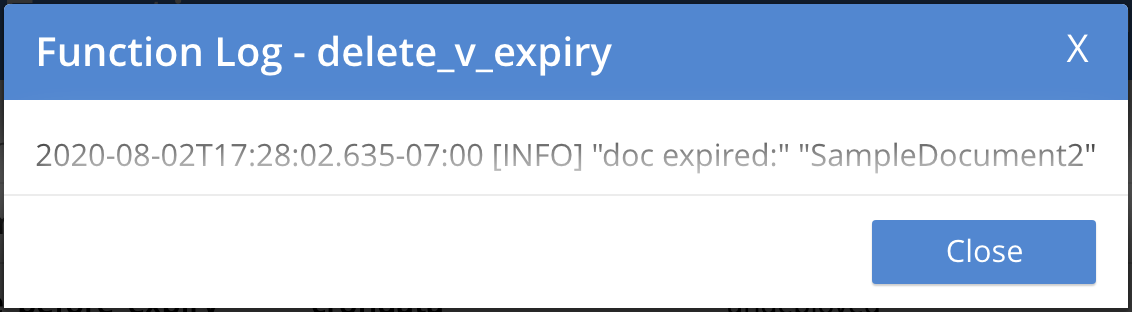 Function Log - delete_v_expiry
X
2020-08-02T17:28:02.635-07:00 [INFO] "doc expired:" "SampleDocument2"
Close